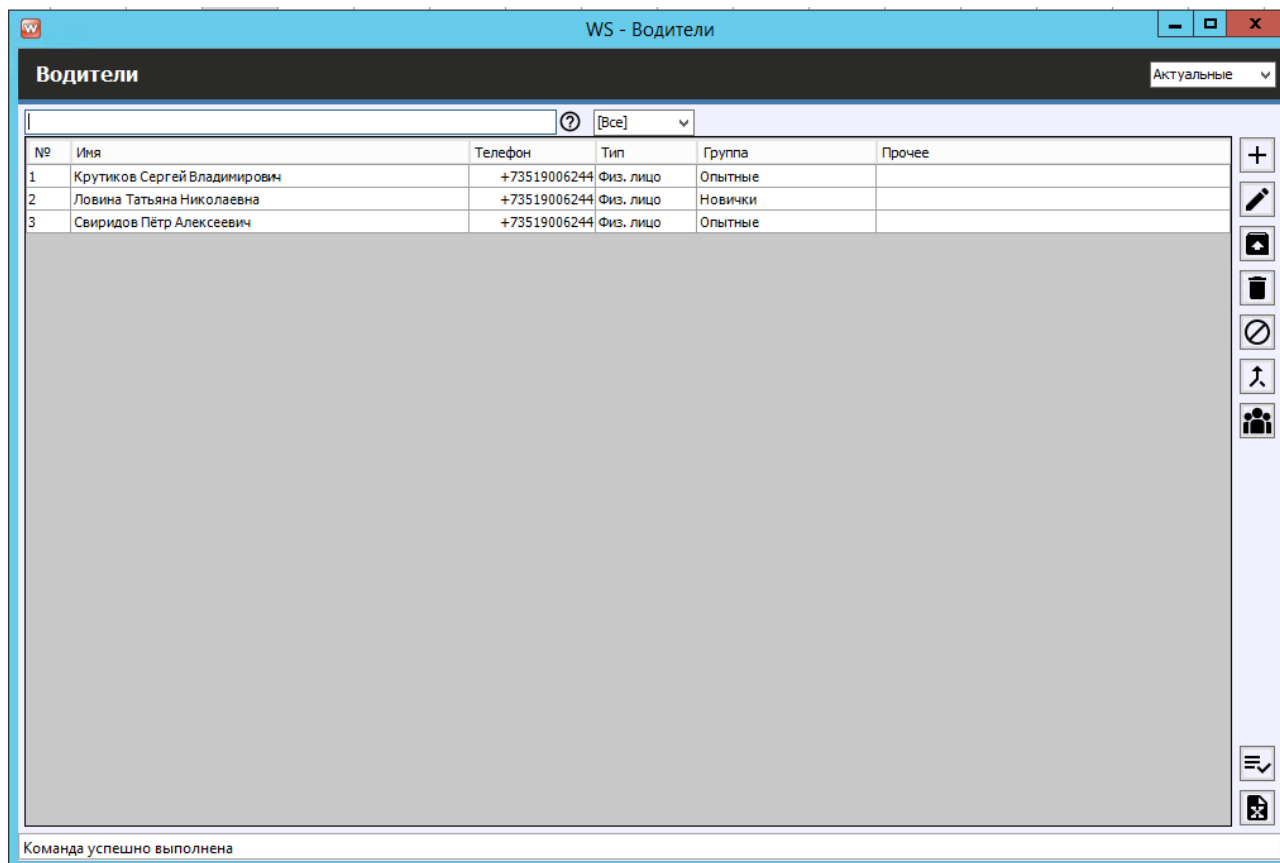 WS - Водители
Водители
Актуальные
[Все]
№ Имя Телефон Тип Группа Прочее
1 Крутиков Сергей Владимирович +73519006244 Физ. лицо Опытные
2 Ловина Татьяна Николаевна +73519006244 Физ. лицо Новички
3 Свиридов Пётр Алексеевич +73519006244 Физ. лицо Опытные
Команда успешно выполнена